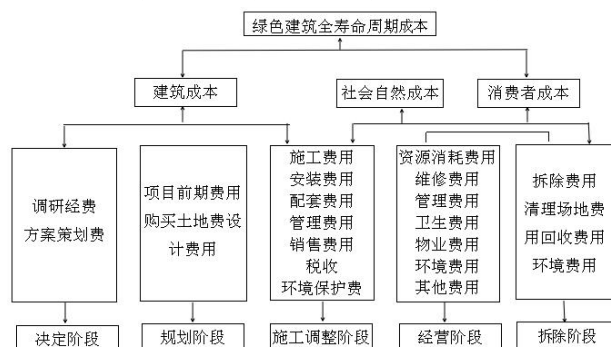 绿色建筑全寿命周期成本
建筑成本
社会自然成本
消费者成本
调研经费
方案策划费
项目前期费用
购买土地费设
计费用
施工费用
安装费用
配套费用
管理费用
销售费用
税收
环境保护费
资源消耗费用
维修费用
管理费用
卫生费用
物业费用
环境费用
其他费用
拆除费用
清理场地费
用回收费用
环境费用
决定阶段
规划阶段
施工调整阶段
经营阶段
拆除阶段